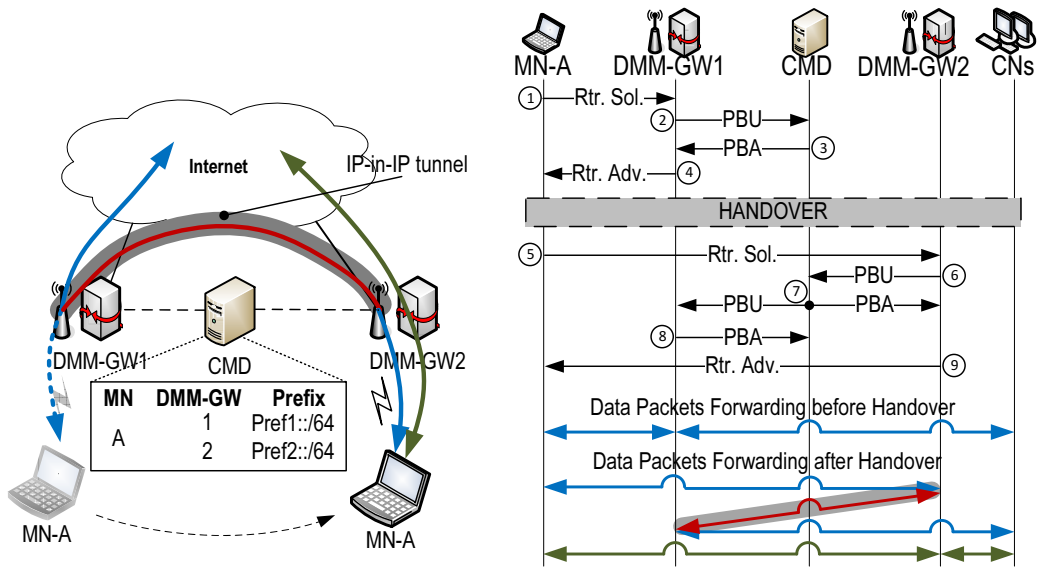 Internet
IP-in-IP tunnel
DMM-GW1
CMD
DMM-GW2
MN DMM-GW Prefix
A
1 Pref1::/64
2 Pref2::/64
MN-A
MN-A
MN-A DMM-GW1 CMD DMM-GW2 CNs
1 Rtr. Sol.
2 PBU
PBA 3
Rtr. Adv. 4
HANDOVER
5 Rtr. Sol.
PBU 6
7
PBU PBA
8 PBA
Rtr. Adv. 9
Data Packets Forwarding before Handover
Data Packets Forwarding after Handover